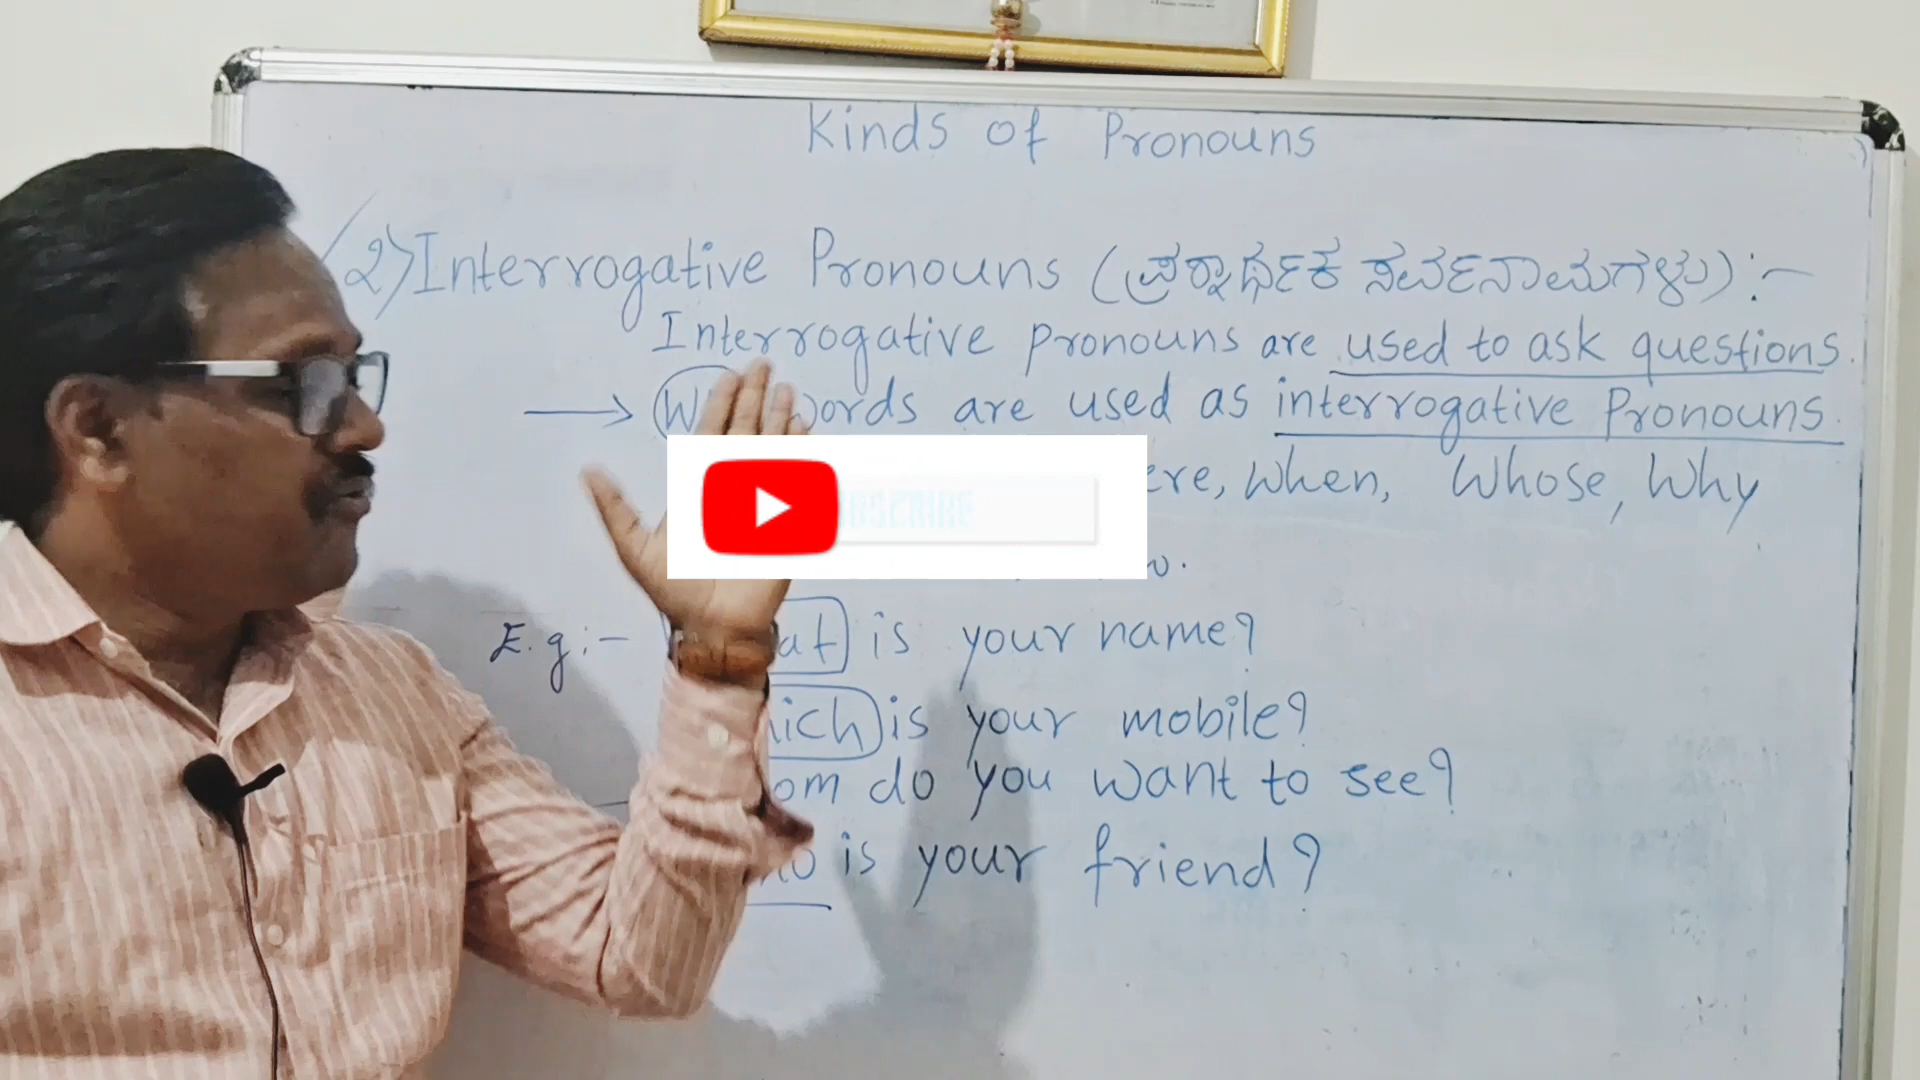 Kinds of Pronouns
2) Interrogative Pronouns (ಪ್ರಶ್ನಾರ್ಥಕ ಸರ್ವನಾಮಗಳು) :-
Interrogative pronouns are used to ask questions.
→ words are used as interrogative Pronouns.
When, Whose, Why
SUBSCRIBE
E.g:- is your name?
is your mobile?
do you want to see?
is your friend?